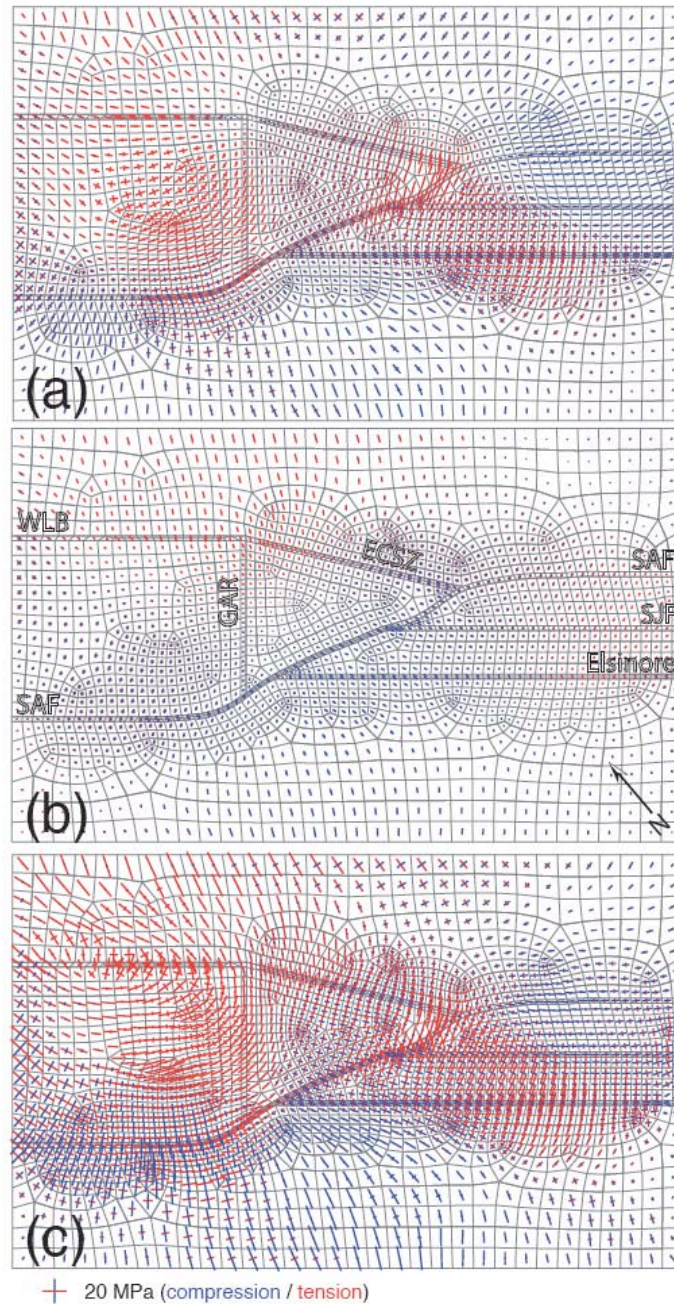 (a)
WLB
ECSZ
GAR
SAF
SJF
Elsinore
SAF
N
(b)
(c)
20 MPa (compression / tension)